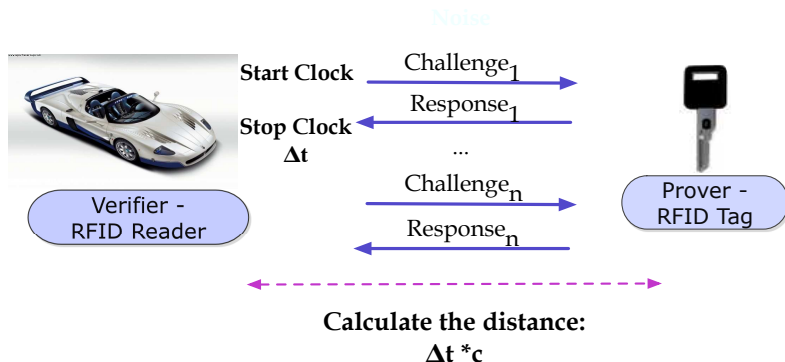 Noise
Start Clock
Challenge1
Response1
Stop Clock
Δt
...
Challengen
Responsen
Verifier -
RFID Reader
Prover -
RFID Tag
Calculate the distance:
Δt *c